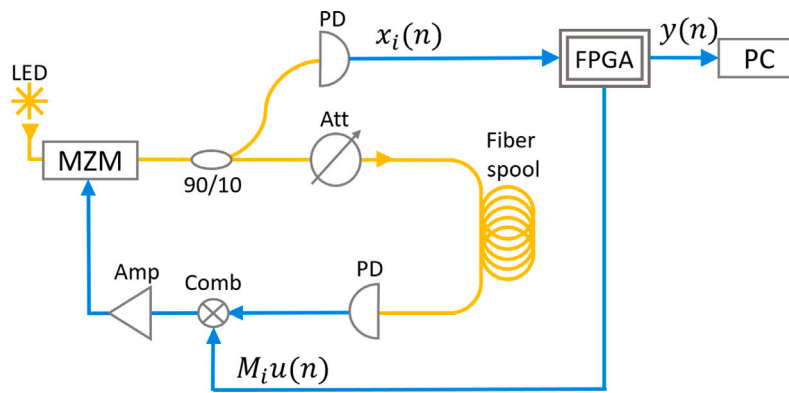 PD
x_i(n)
FPGA
y(n)
PC
LED
MZM
90/10
Att
Fiber
spool
Amp
Comb
PD
M_i u(n)